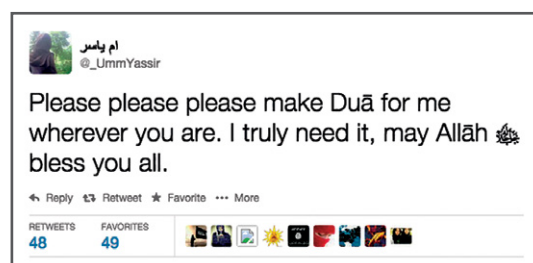 ام ياسر
@_UmmYassir
Please please please make Duā for me
wherever you are. I truly need it, may Allāh ﷻ
bless you all.
Reply Retweet Favorite More
RETWEETS FAVORITES
48 49